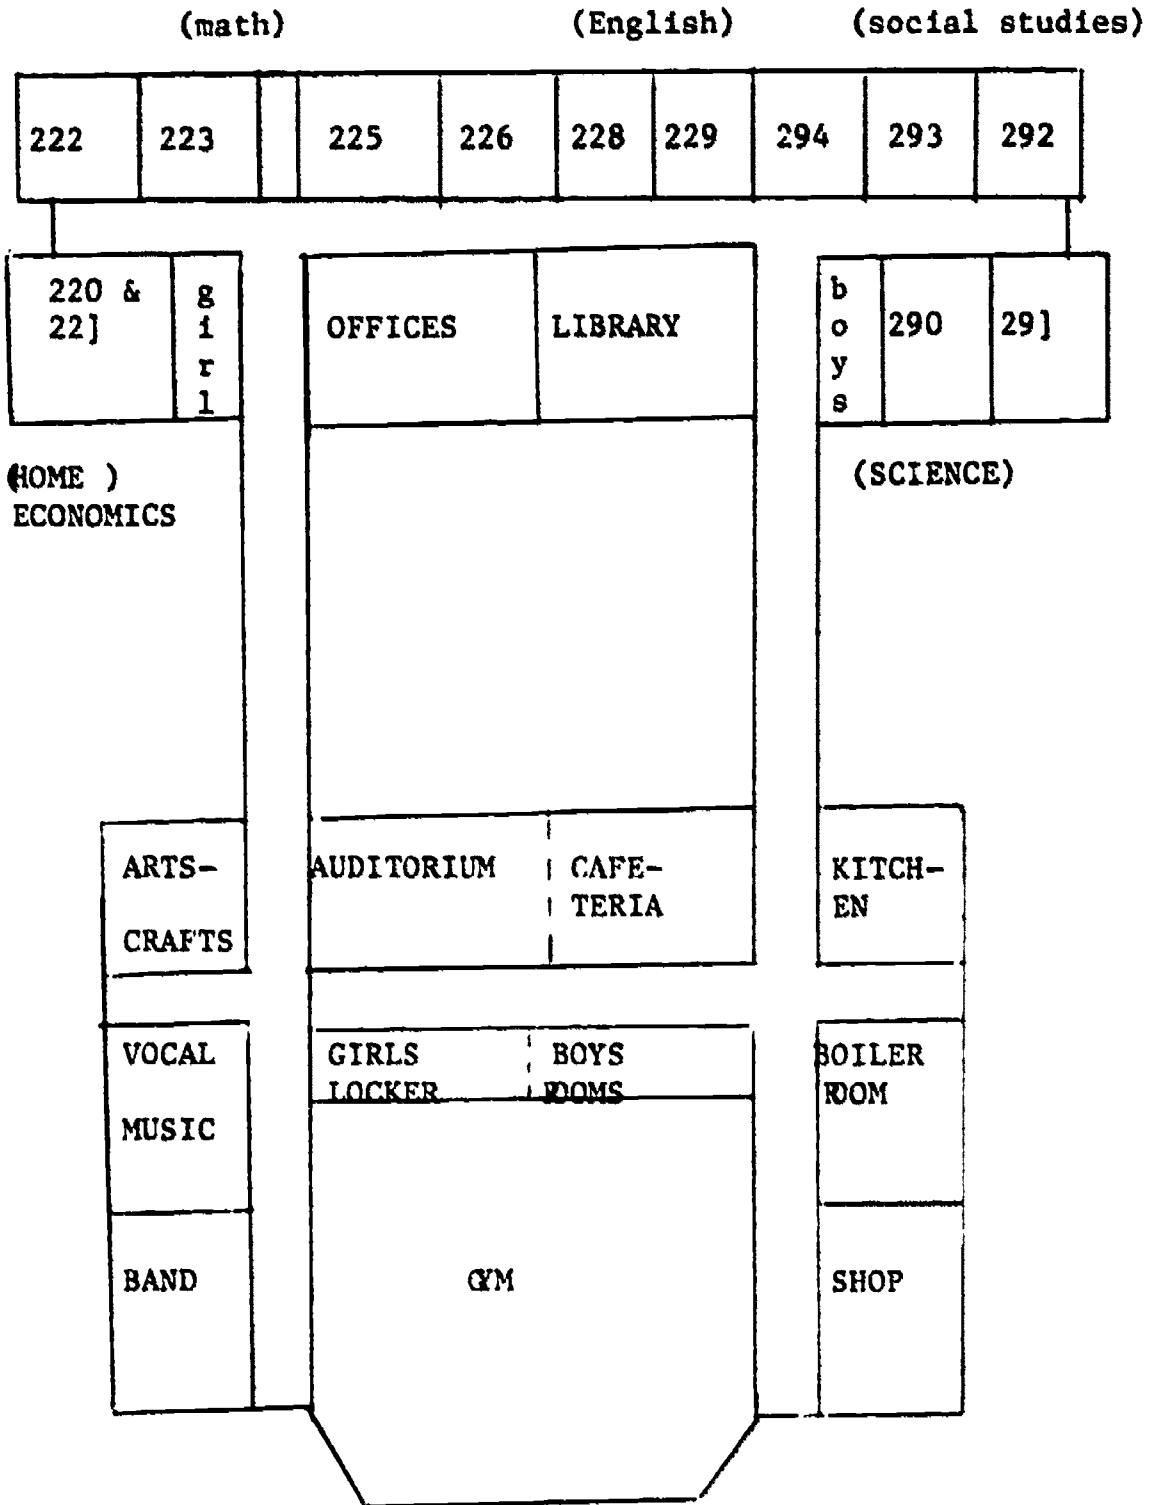 (math) (English) (social studies)
222 223 225 226 228 229 294 293 292
220 &
22]
g
i
r
l
OFFICES LIBRARY
b
o
y
s
290 29]
(HOME )
ECONOMICS
(SCIENCE)
ARTS-
CRAFTS
AUDITORIUM
CAFE-
TERIA
KITCH-
EN
VOCAL
MUSIC
GIRLS BOYS
LOCKER ROOMS
BOILER
ROOM
BAND GYM SHOP